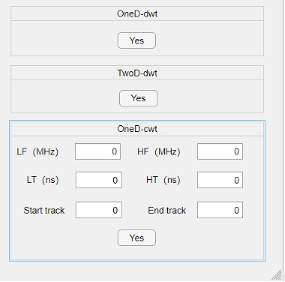 OneD-dwt
Yes
TwoD-dwt
Yes
OneD-cwt
LF (MHz) 0 HF (MHz) 0
LT (ns) 0 HT (ns) 0
Start track 0 End track 0
Yes